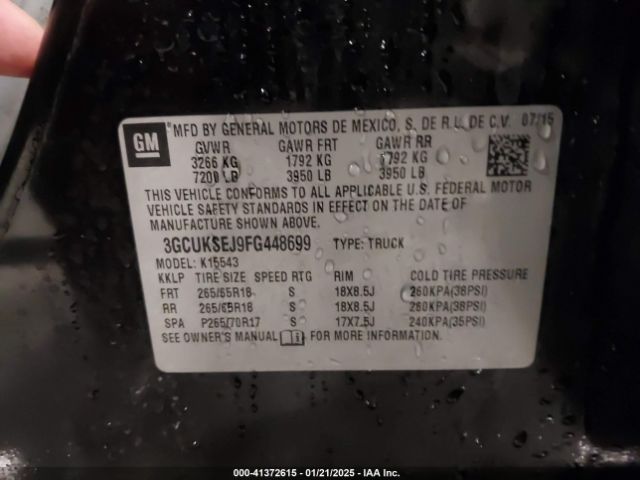 GM MFD BY GENERAL MOTORS DE MEXICO, S. DE R.L. DE C.V. 07/15
GVWR GAWR FRT GAWR RR
3266 KG 1792 KG 1792 KG
7200 LB 3950 LB 3950 LB
THIS VEHICLE CONFORMS TO ALL APPLICABLE U.S. FEDERAL MOTOR
VEHICLE SAFETY STANDARDS IN EFFECT ON THE DATE OF
MANUFACTURE SHOWN ABOVE.
3GCUKSEJ9FG448699 TYPE: TRUCK
MODEL: K15543
KKLP TIRE SIZE SPEED RTG RIM COLD TIRE PRESSURE
FRT 265/65R18 S 18X8.5J 260KPA(38PSI)
RR 265/65R18 S 18X8.5J 260KPA(38PSI)
SPA P265/70R17 S 17X7.5J 240KPA(35PSI)
SEE OWNER'S MANUAL FOR MORE INFORMATION.
000-41372615 - 01/21/2025 - IAA Inc.